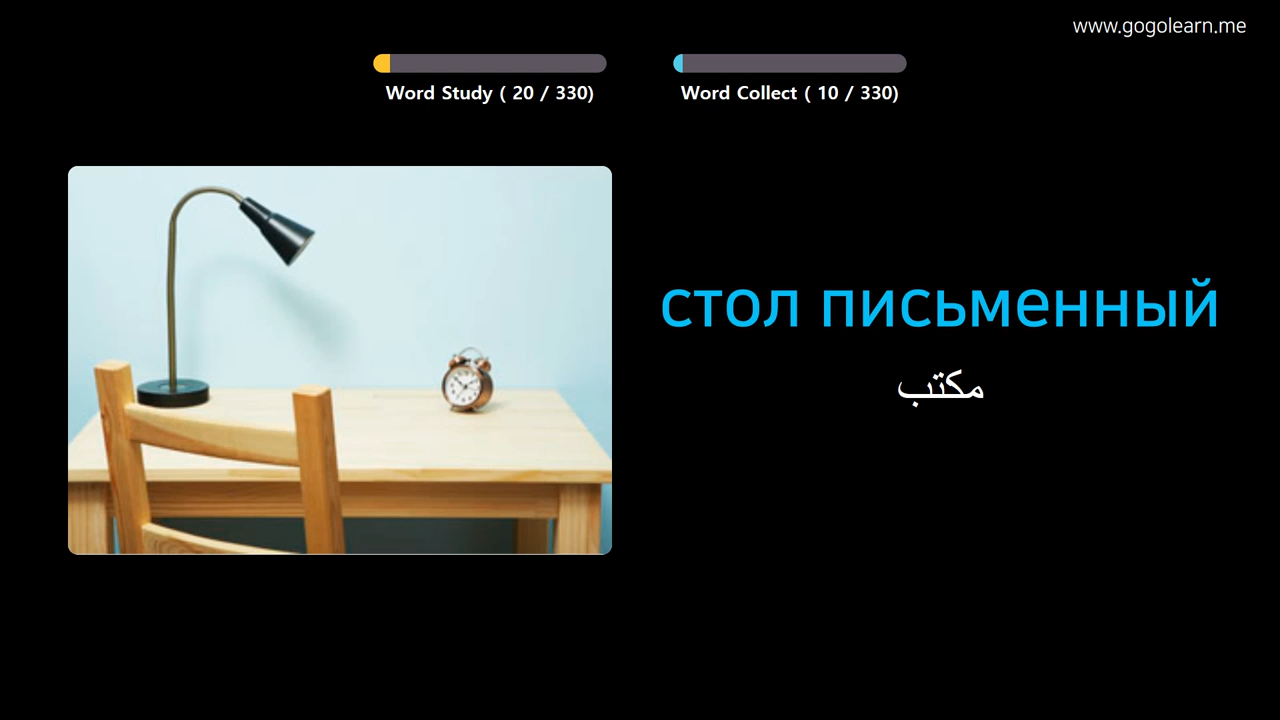 www.gogolearn.me
Word Study ( 20 / 330)
Word Collect ( 10 / 330)
стол письменный
مكتب